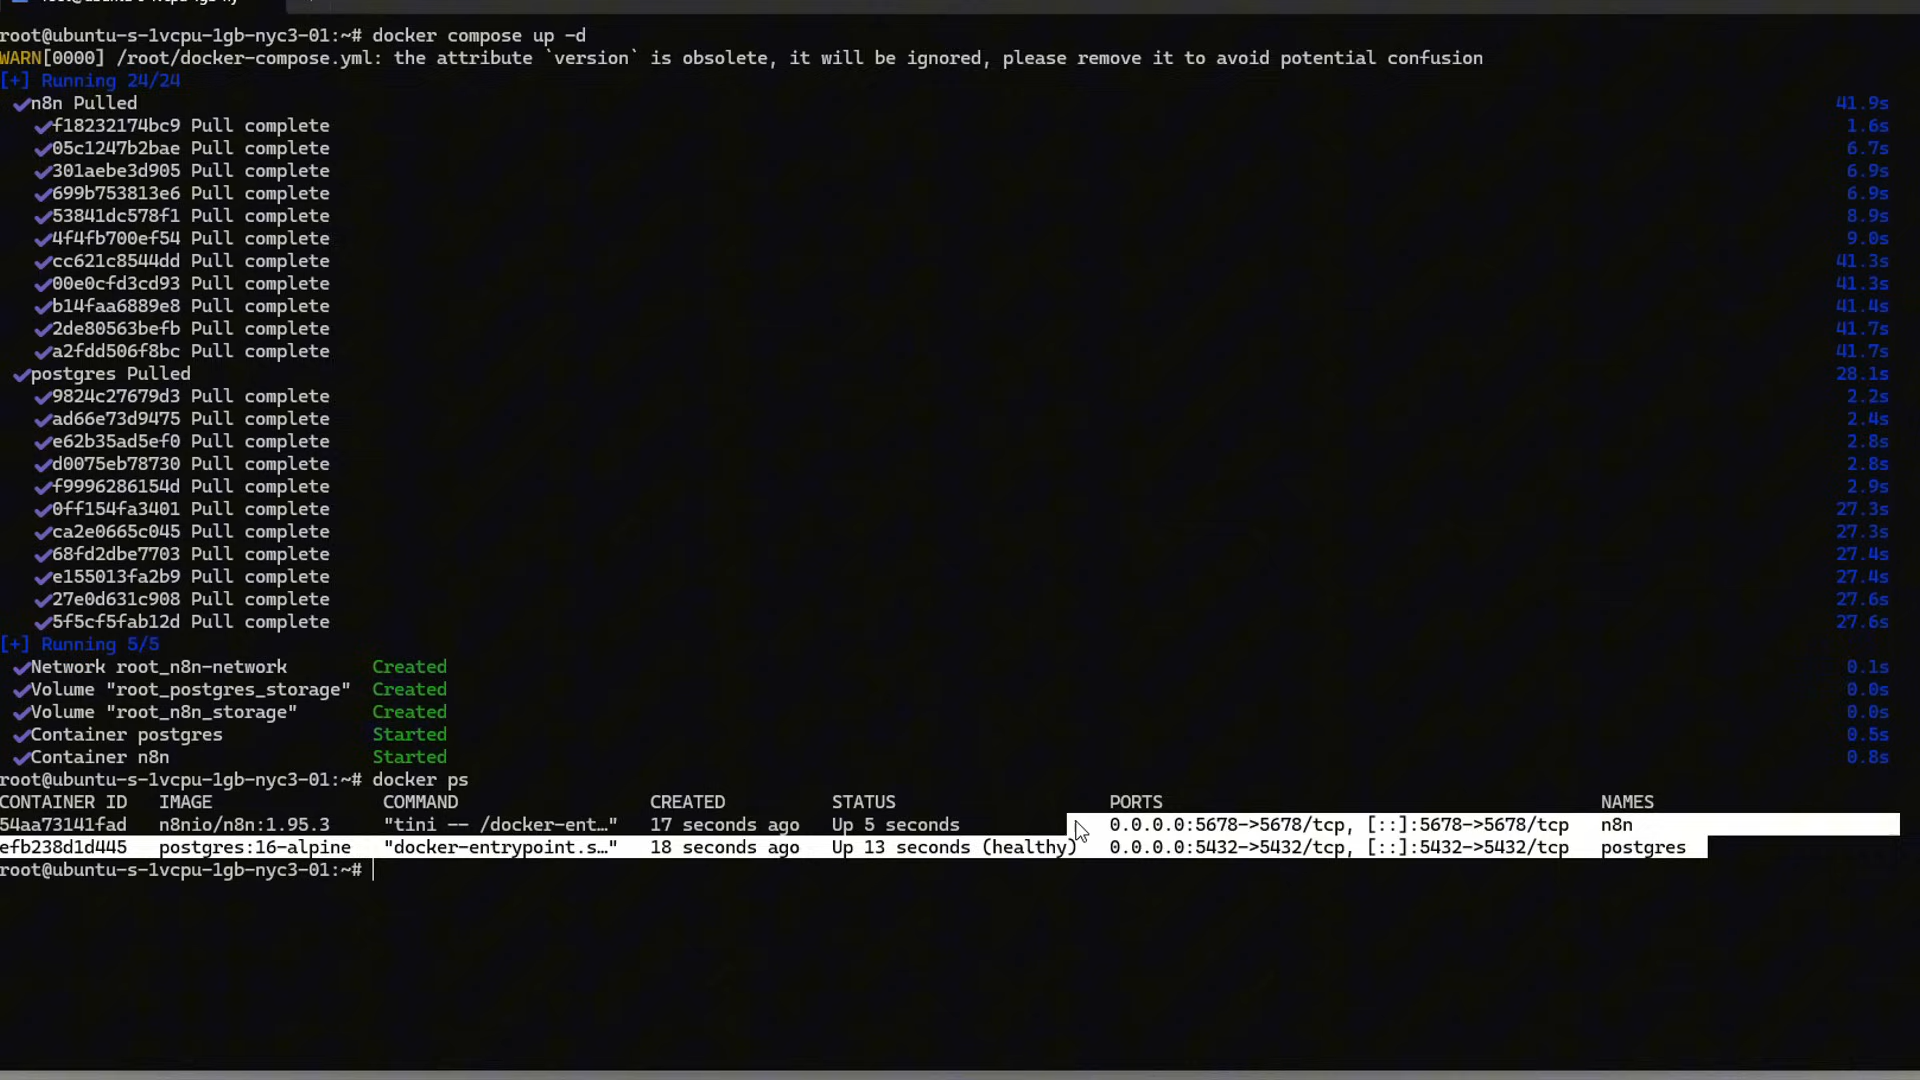 root@ubuntu-s-1vcpu-1gb-nyc3-01:~# docker compose up -d
WARN[0000] /root/docker-compose.yml: the attribute `version` is obsolete, it will be ignored, please remove it to avoid potential confusion
[+] Running 24/24
n8n Pulled 41.9s
f18232174bc9 Pull complete 1.6s
05c1247b2bae Pull complete 6.7s
301aebe3d905 Pull complete 6.9s
699b753813e6 Pull complete 6.9s
53841dc578f1 Pull complete 8.9s
4f4fb700ef54 Pull complete 9.0s
cc621c8544dd Pull complete 41.3s
00e0cfd3cd93 Pull complete 41.3s
b14faa6889e8 Pull complete 41.4s
2de80563befb Pull complete 41.7s
a2fdd506f8bc Pull complete 41.7s
postgres Pulled 28.1s
9824c27679d3 Pull complete 2.2s
ad66e73d9475 Pull complete 2.4s
e62b35ad5ef0 Pull complete 2.8s
d0075eb78730 Pull complete 2.8s
f9996286154d Pull complete 2.9s
0ff154fa3401 Pull complete 27.3s
ca2e0665c045 Pull complete 27.3s
68fd2dbe7703 Pull complete 27.4s
e155013fa2b9 Pull complete 27.4s
27e0d631c908 Pull complete 27.6s
5f5cf5fab12d Pull complete 27.6s
[+] Running 5/5
Network root_n8n-network Created 0.1s
Volume "root_postgres_storage" Created 0.0s
Volume "root_n8n_storage" Created 0.0s
Container postgres Started 0.5s
Container n8n Started 0.8s
root@ubuntu-s-1vcpu-1gb-nyc3-01:~# docker ps
CONTAINER ID IMAGE COMMAND CREATED STATUS PORTS NAMES
54aa73141fad n8nio/n8n:1.95.3 "tini -- /docker-ent…" 17 seconds ago Up 5 seconds 0.0.0.0:5678->5678/tcp, [::]:5678->5678/tcp n8n
efb238d1d445 postgres:16-alpine "docker-entrypoint.s…" 18 seconds ago Up 13 seconds (healthy) 0.0.0.0:5432->5432/tcp, [::]:5432->5432/tcp postgres
root@ubuntu-s-1vcpu-1gb-nyc3-01:~#